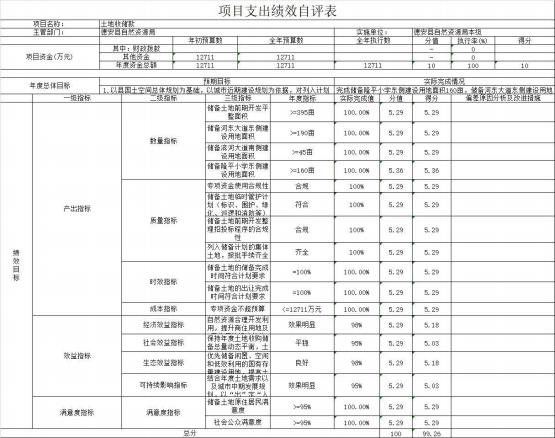 项目支出绩效自评表
项目名称： 土地收储款
主管部门： 德安县自然资源局 实施单位： 德安县自然资源局本级
项目资金(万元) 年初预算数 全年预算数 全年执行数 分值 执行率(%) 得分
其中：财政拨款 － 0
其他资金 12711 12711 － 0
年度资金总额 12711 12711 12711 10 100 10
年度总体目标 预期目标 实际完成情况
1.以县国土空间总体规划为基础，以城市近期建设规划为依据，对列入计划 完成储备隆平小学东侧建设用地面积160亩，储备河东大道东侧建设用地
绩效目标 一级指标 二级指标 三级指标 年度指标 实际完成值 分值 得分 偏差原因分析及改进措施
产出指标 数量指标 储备土地前期开发平整面积 >=395亩 100.00% 5.29 5.29
储备河东大道东侧建设用地面积 >=190亩 100.00% 5.29 5.29
储备滨河大道南侧建设用地面积 >=45亩 100.00% 5.29 5.29
储备隆平小学东侧建设用地面积 >=160亩 100.00% 5.36 5.36
质量指标 专项资金使用合规性 合规 100% 5.29 5.29
储备土地临时管护计划（标识、围护、绿化、巡逻和消防等） 符合 100% 5.29 5.29
储备土地前期开发整理招投标程序的合规性 合规 100% 5.29 5.29
列入储备计划的集体土地，报批手续齐全 齐全 100% 5.29 5.29
时效指标 储备土地的储备完成时间符合计划要求 =100% 100.00% 5.29 5.29
储备土地的出让完成时间符合计划要求 =100% 100.00% 5.29 5.29
成本指标 专项资金不超预算 <=12711万元 100.00% 5.29 5.29
效益指标 经济效益指标 自然资源合理开发利用，提升商住用地及 效果明显 98% 5.29 5.18
社会效益指标 保持年度土地收购储备总量动态平衡，土 平稳 95% 5.29 5.03
生态效益指标 优先储备闲置、空闲和低效利用的国有存量建设用地，提高土 良好 98% 5.29 5.18
可持续影响指标 结合年度土地需求以及城市中期发展规划，以“出”定“入 效果明显 95% 5.29 5.03
满意度指标 满意度指标 储备土地原住居民满意度 >=95% 100.00% 5.29 5.29
社会公众满意度 >=95% 100.00% 5.29 5.29
总分 100 99.26